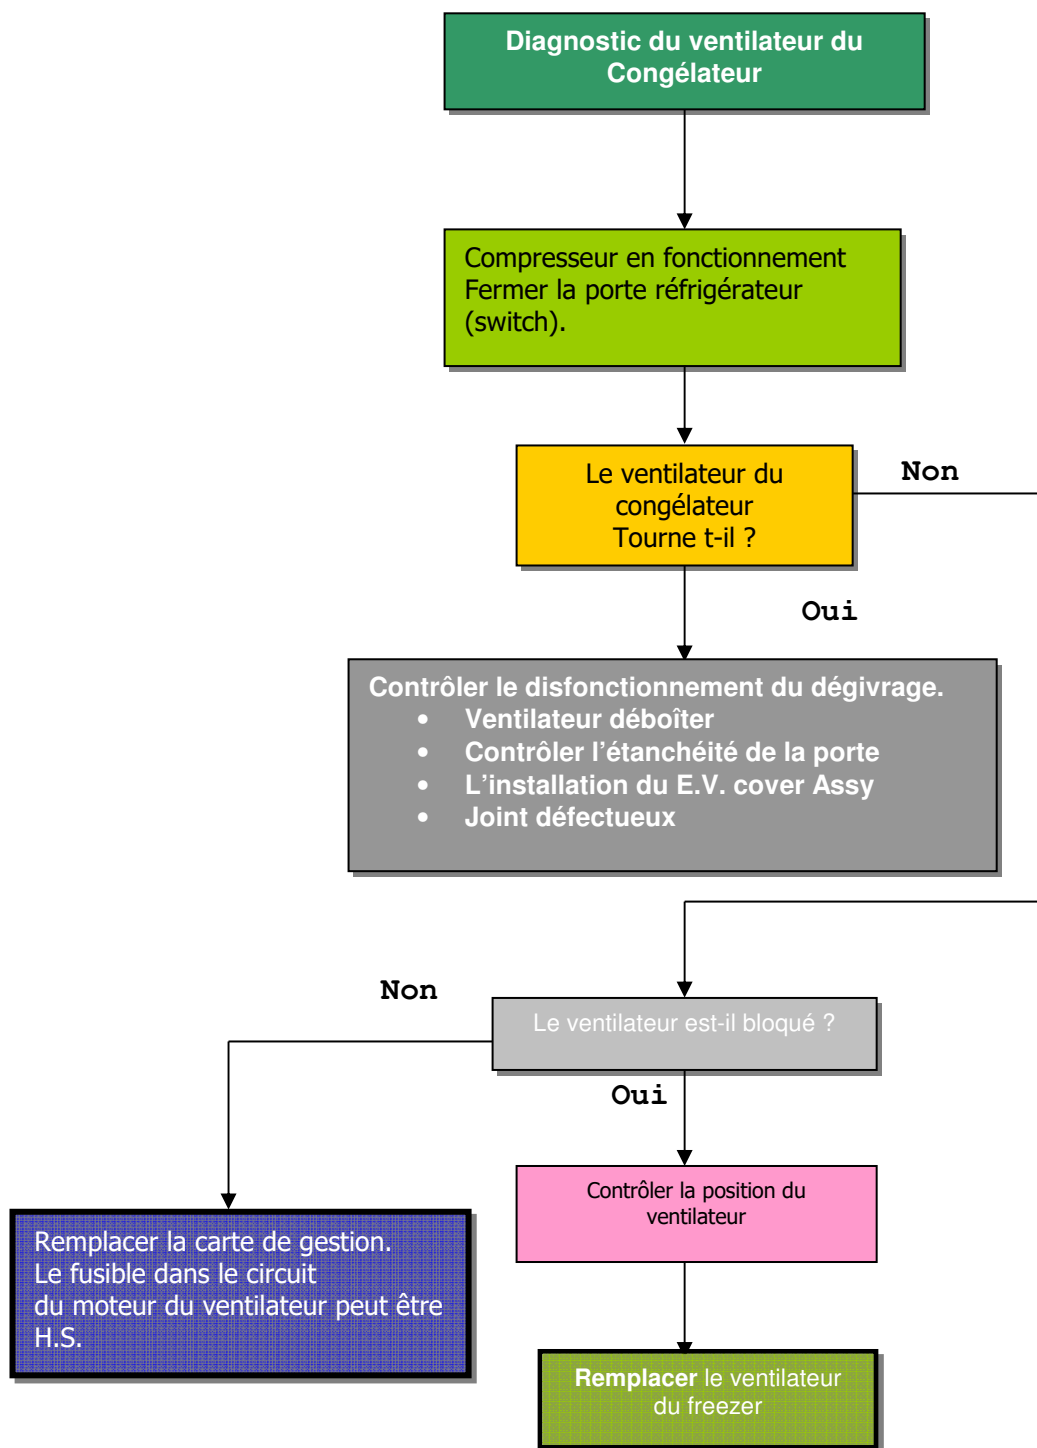 Diagnostic du ventilateur du
Congélateur
Compresseur en fonctionnement
Fermer la porte réfrigérateur
(switch).
Le ventilateur du
congélateur
Tourne t-il ?
Non
Oui
Contrôler le disfonctionnement du dégivrage.
• Ventilateur déboîter
• Contrôler l'étanchéité de la porte
• L'installation du E.V. cover Assy
• Joint défectueux
Non
Le ventilateur est-il bloqué ?
Oui
Contrôler la position du
ventilateur
Remplacer la carte de gestion.
Le fusible dans le circuit
du moteur du ventilateur peut être
H.S.
Remplacer le ventilateur
du freezer